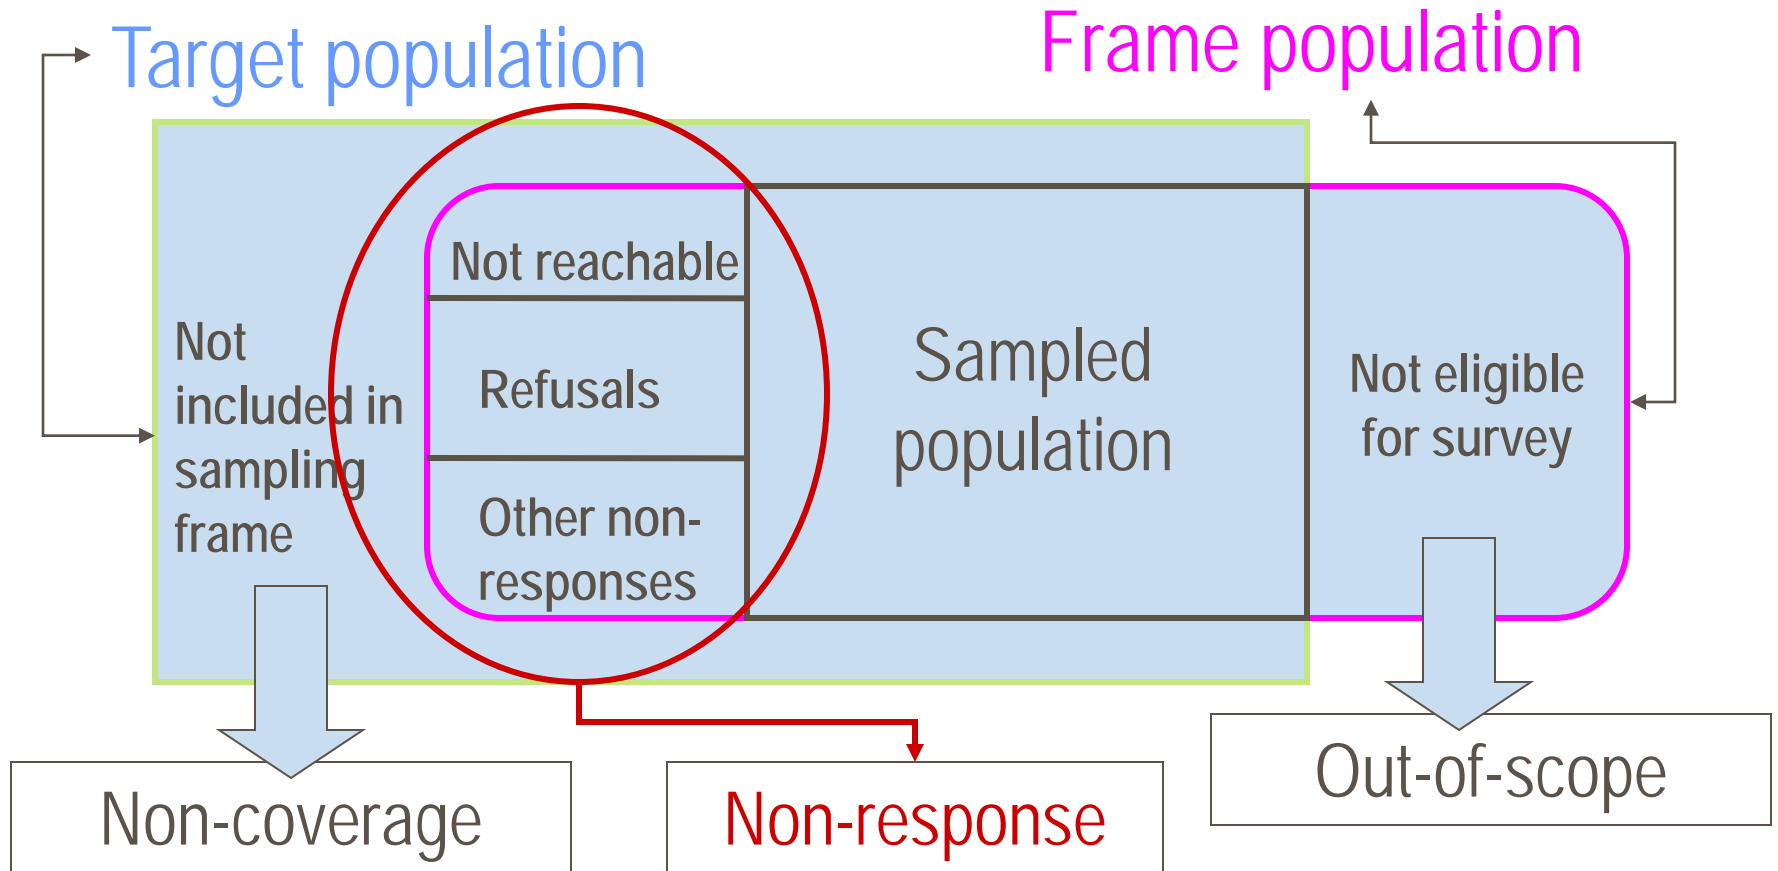 Target population
Frame population
Not reachable
Not
included in
sampling
frame
Refusals
Other non-
responses
Sampled
population
Not eligible
for survey
Non-coverage
Non-response
Out-of-scope